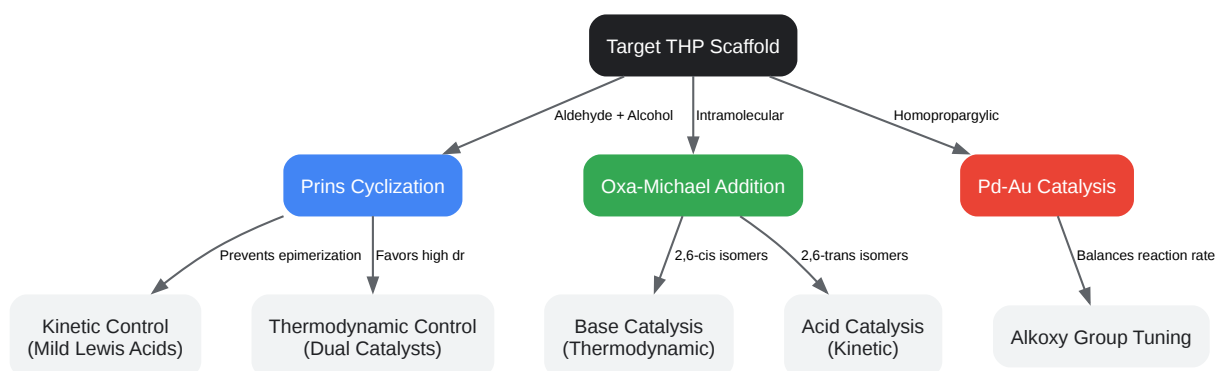 Target THP Scaffold
Aldehyde + Alcohol
Intramolecular
Homopropargylic
Prins Cyclization
Oxa-Michael Addition
Pd-Au Catalysis
Prevents epimerization
Favors high dr
2,6-cis isomers
2,6-trans isomers
Balances reaction rate
Kinetic Control
(Mild Lewis Acids)
Thermodynamic Control
(Dual Catalysts)
Base Catalysis
(Thermodynamic)
Acid Catalysis
(Kinetic)
Alkoxy Group Tuning